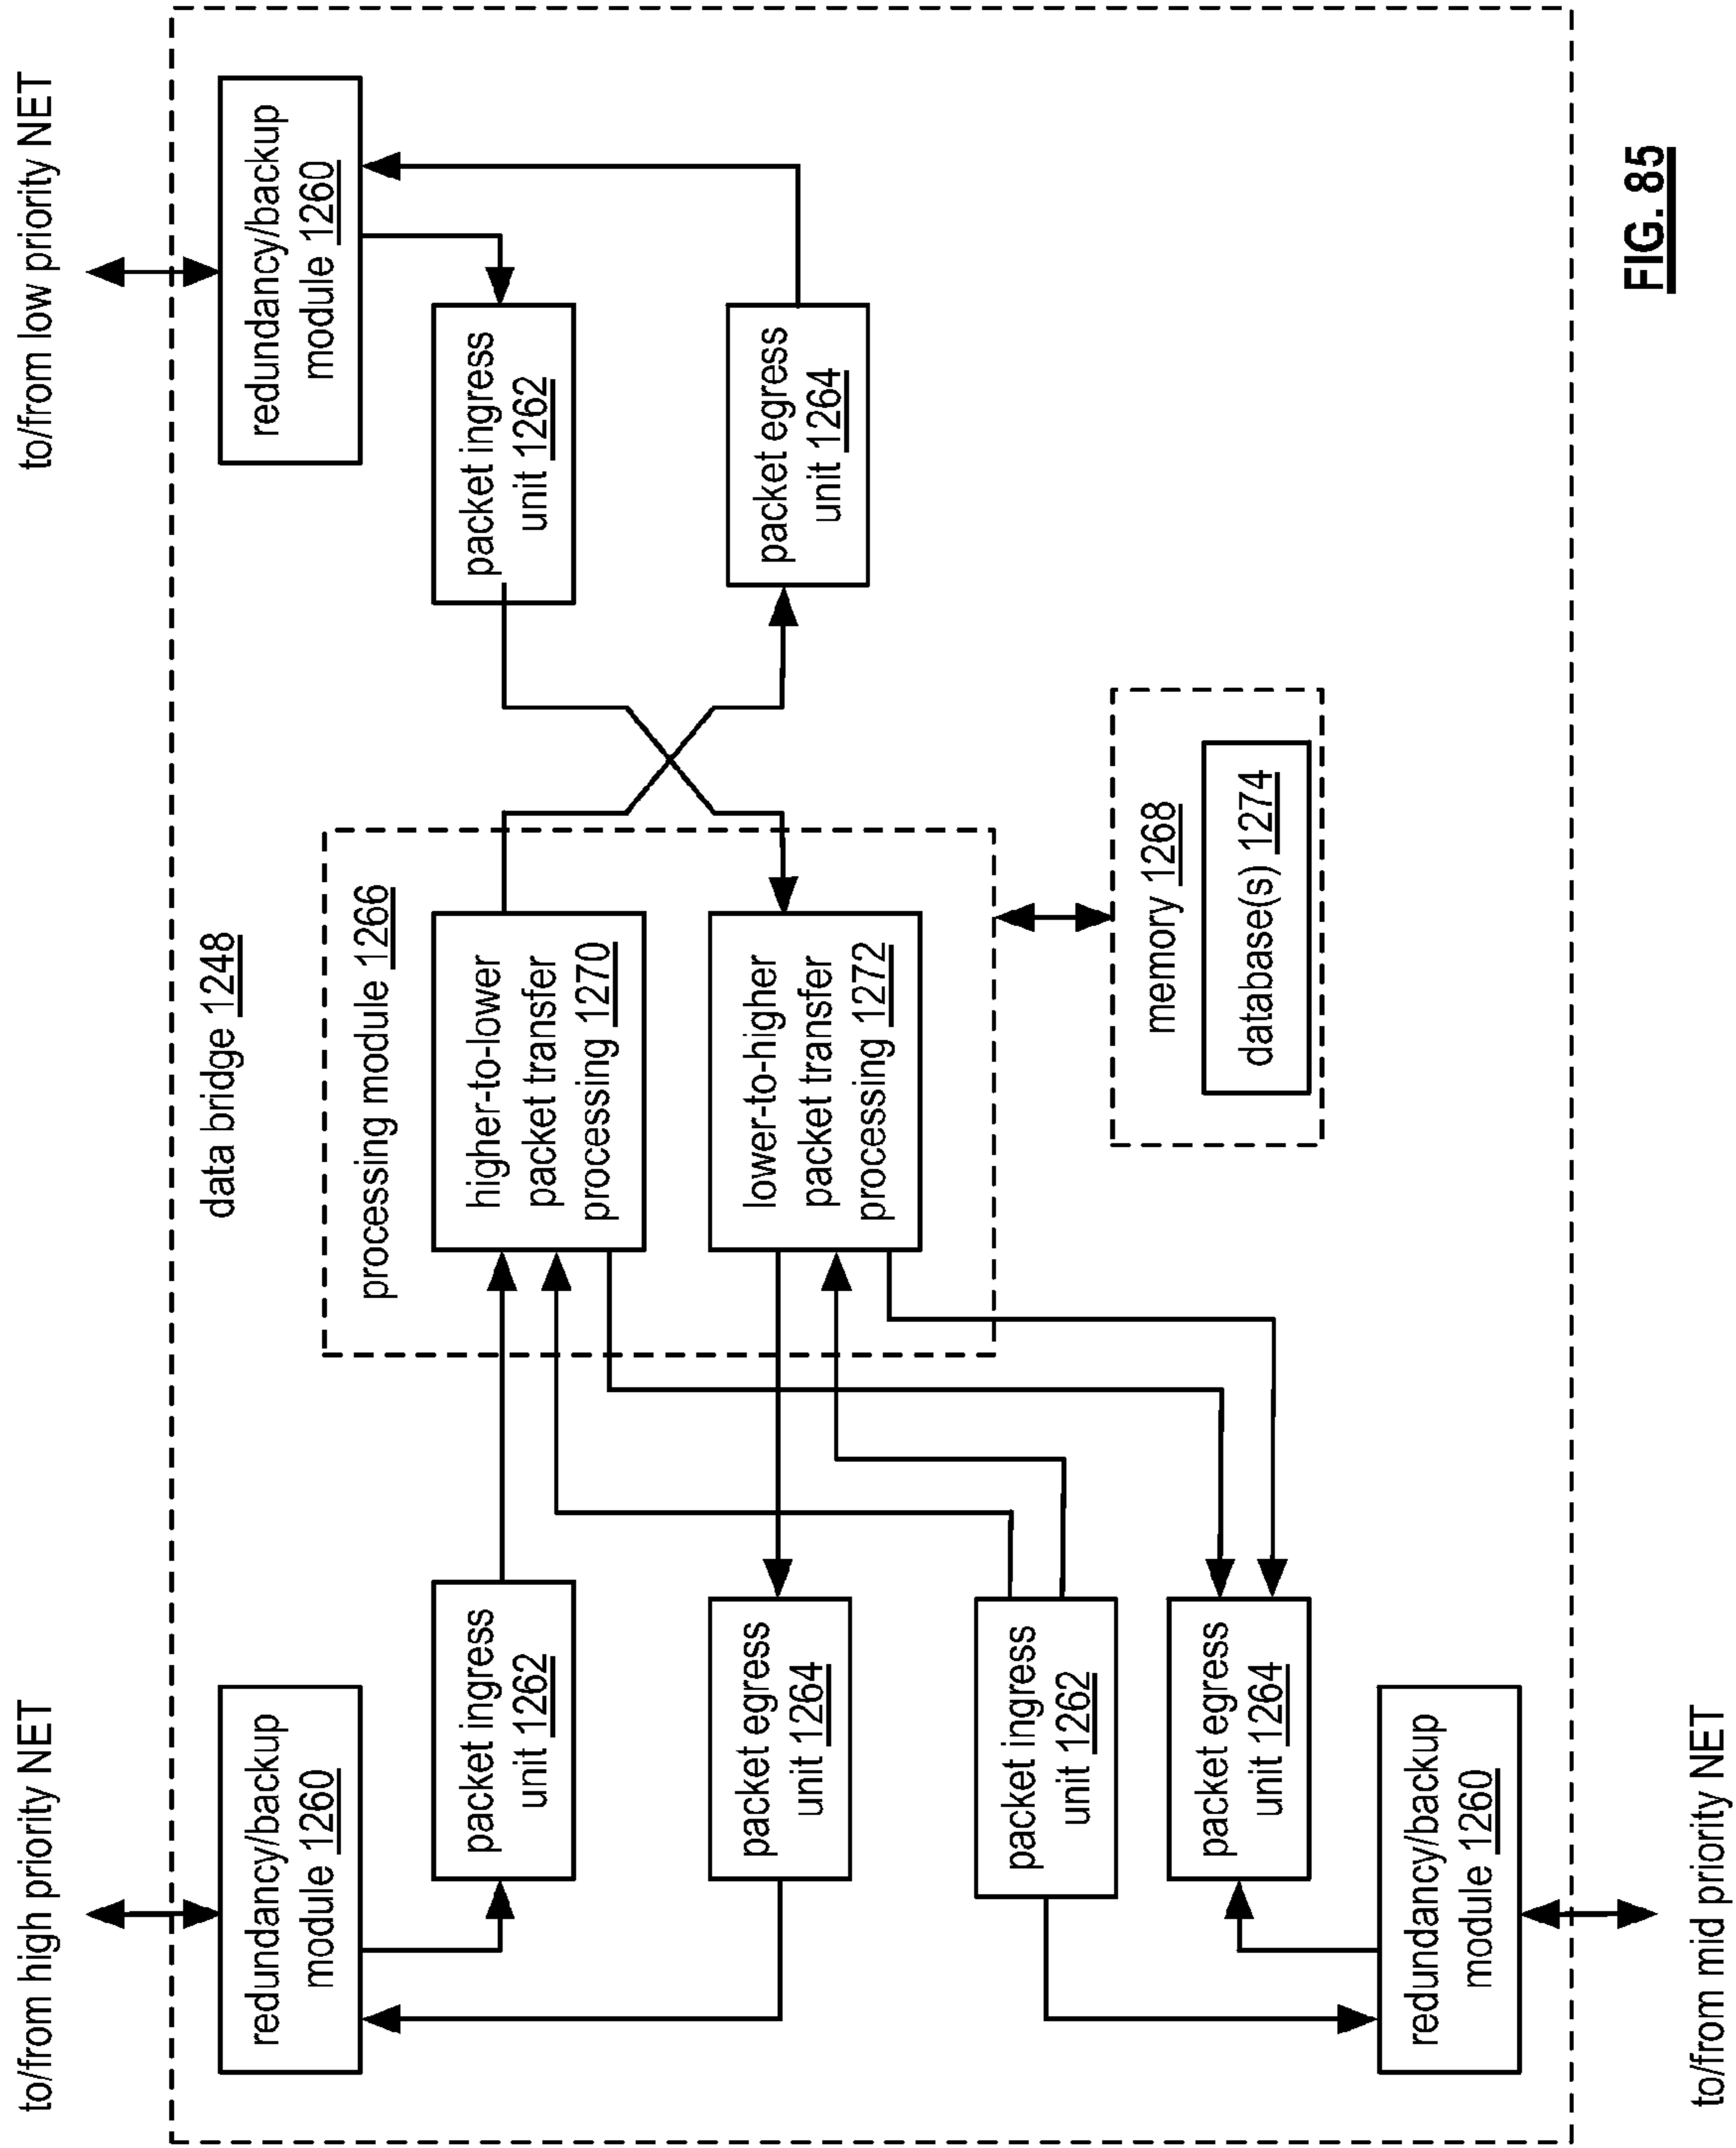 to/from high priority NET
to/from low priority NET
data bridge 1248
redundancy/backup
module 1260
redundancy/backup
module 1260
processing module 1266
packet ingress
unit 1262
higher-to-lower
packet transfer
processing 1270
packet ingress
unit 1262
packet egress
unit 1264
lower-to-higher
packet transfer
processing 1272
packet egress
unit 1264
packet ingress
unit 1262
memory 1268
database(s) 1274
packet egress
unit 1264
redundancy/backup
module 1260
to/from mid priority NET
FIG. 85